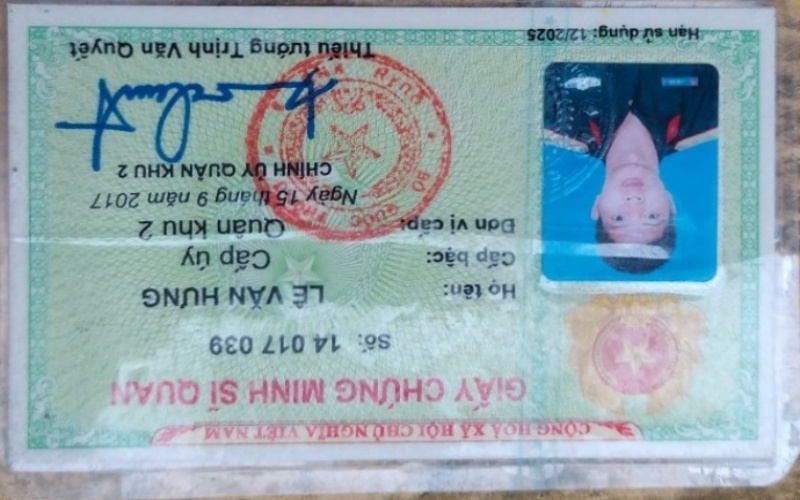 CỘNG HOÀ XÃ HỘI CHỦ NGHĨA VIỆT NAM
GIẤY CHỨNG MINH SĨ QUAN
Số: 14 017 039
Họ tên: LÊ VĂN HƯNG
Cấp bậc: Cấp úy
Đơn vị cấp: Quân khu 2
Ngày 15 tháng 9 năm 2017
CHÍNH ỦY QUÂN KHU 2
Thiếu tướng Trịnh Văn Quyết
Hạn sử dụng: 12/2025